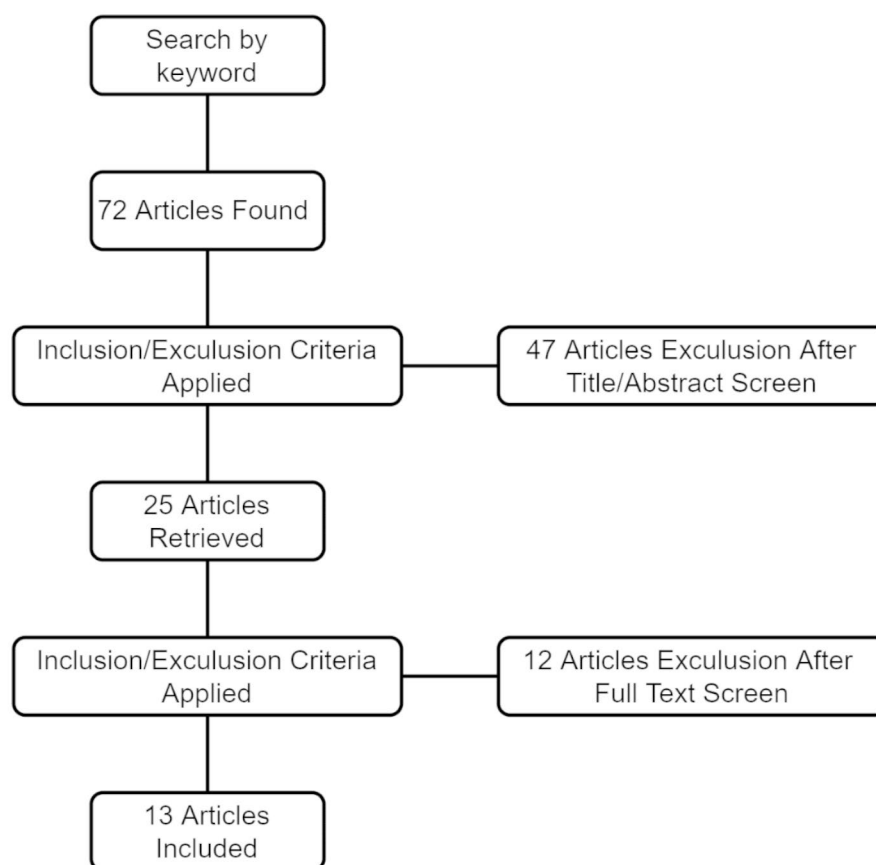 Search by
keyword
72 Articles Found
Inclusion/Exculusion Criteria
Applied
47 Articles Exculusion After
Title/Abstract Screen
25 Articles
Retrieved
Inclusion/Exculusion Criteria
Applied
12 Articles Exculusion After
Full Text Screen
13 Articles
Included